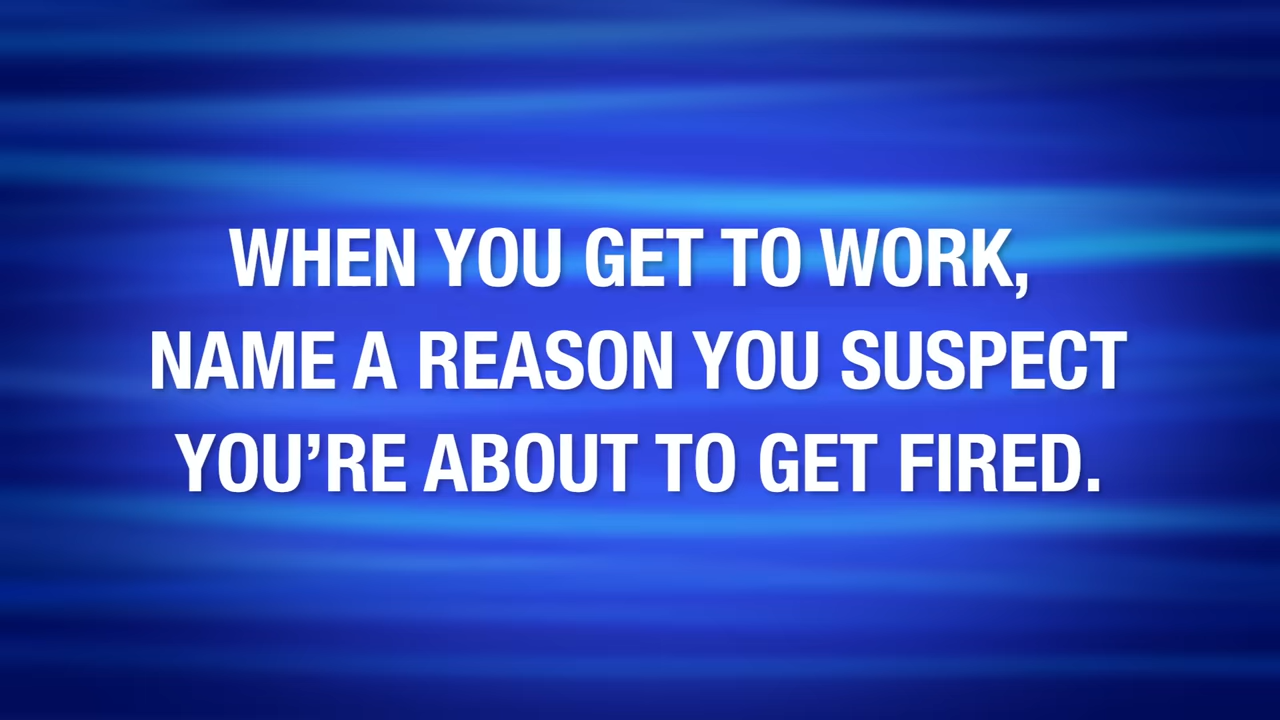 WHEN YOU GET TO WORK,
NAME A REASON YOU SUSPECT
YOU’RE ABOUT TO GET FIRED.